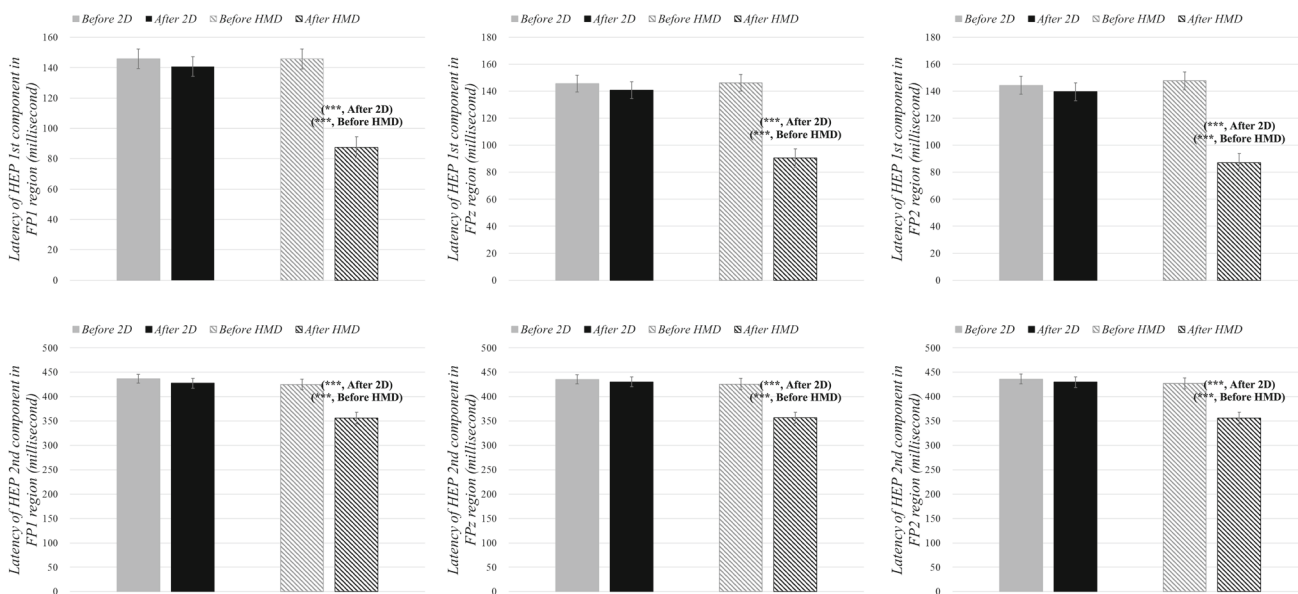 Before 2D After 2D Before HMD After HMD
Latency of HEP 1st component in
FP1 region (millisecond)
160
140
120
100
80
60
40
20
0
(***, After 2D)
(***, Before HMD)
Before 2D After 2D Before HMD After HMD
Latency of HEP 1st component in
FPz region (millisecond)
180
160
140
120
100
80
60
40
20
0
(***, After 2D)
(***, Before HMD)
Before 2D After 2D Before HMD After HMD
Latency of HEP 1st component in
FP2 region (millisecond)
180
160
140
120
100
80
60
40
20
0
(***, After 2D)
(***, Before HMD)
Before 2D After 2D Before HMD After HMD
Latency of HEP 2nd component in
FP1 region (millisecond)
500
450
400
350
300
250
200
150
100
50
0
(***, After 2D)
(***, Before HMD)
Before 2D After 2D Before HMD After HMD
Latency of HEP 2nd component in
FPz region (millisecond)
500
450
400
350
300
250
200
150
100
50
0
(***, After 2D)
(***, Before HMD)
Before 2D After 2D Before HMD After HMD
Latency of HEP 2nd component in
FP2 region (millisecond)
500
450
400
350
300
250
200
150
100
50
0
(***, After 2D)
(***, Before HMD)